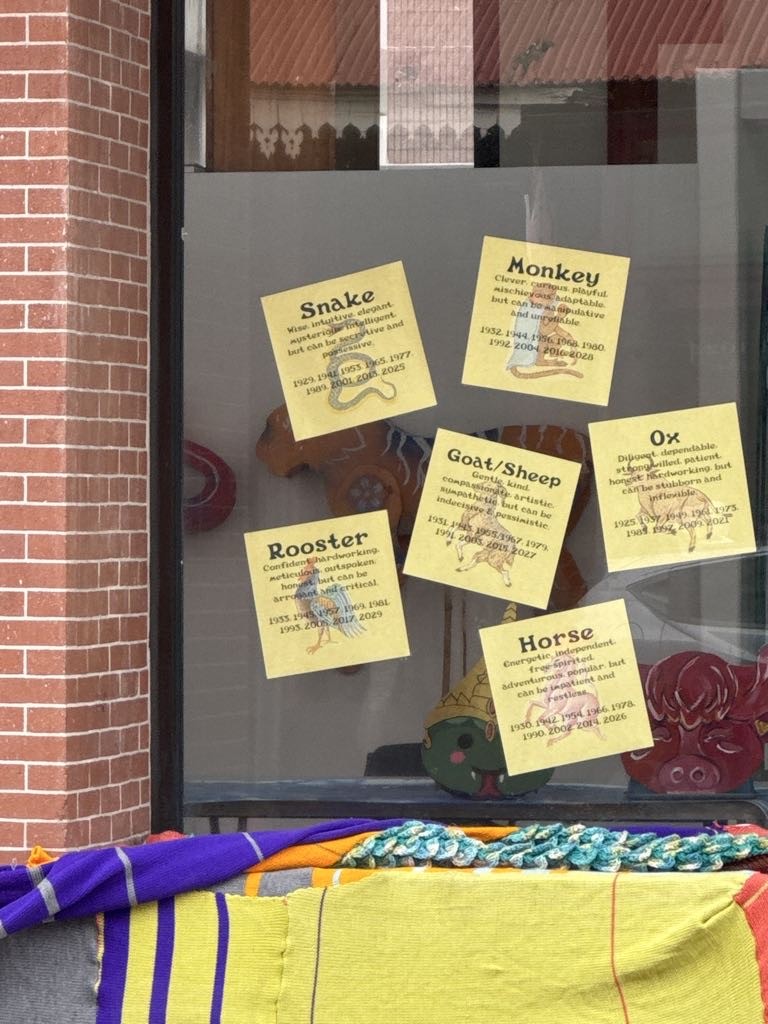 Snake
Wise, intuitive, elegant,
mysterious, intelligent,
but can be secretive and
possessive.
1929, 1941, 1953, 1965, 1977,
1989, 2001, 2013, 2025
Monkey
Clever, curious, playful,
mischievous, adaptable,
but can be manipulative
and unreliable.
1932, 1944, 1956, 1968, 1980,
1992, 2004, 2016, 2028
Goat/Sheep
Gentle, kind,
compassionate, artistic,
sympathetic, but can be
indecisive & pessimistic.
1931, 1943, 1955, 1967, 1979,
1991, 2003, 2015, 2027
Ox
Diligent, dependable,
strong willed, patient,
honest, hardworking, but
can be stubborn and
inflexible.
1925, 1937, 1949, 1961, 1973,
1985, 1997, 2009, 2021
Rooster
Confident, hardworking,
meticulous, outspoken,
honest, but can be
arrogant and critical.
1933, 1945, 1957, 1969, 1981,
1993, 2005, 2017, 2029
Horse
Energetic, independent,
free-spirited,
adventurous, popular, but
can be impatient and
restless.
1930, 1942, 1954, 1966, 1978,
1990, 2002, 2014, 2026